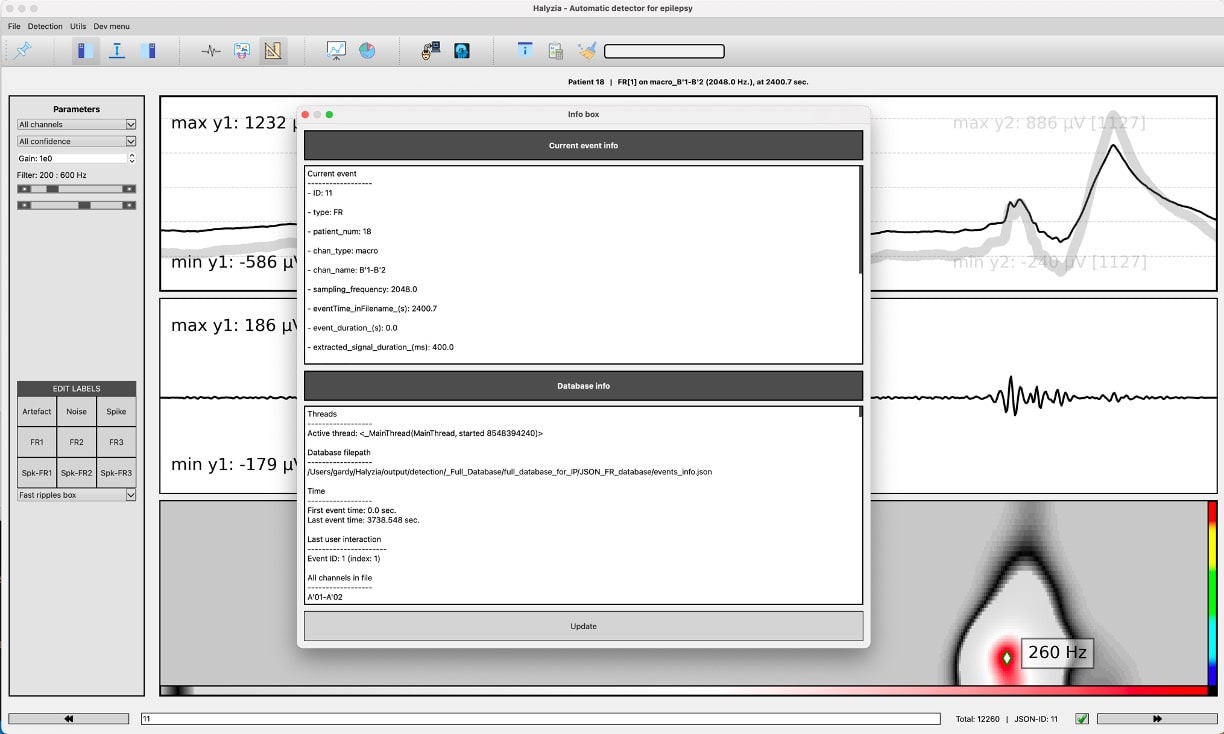 Halyzia - Automatic detector for epilepsy
File Detection Utils Dev menu
Patient 18 | FR[1] on macro_B'1-B'2 (2048.0 Hz.), at 2400.7 sec.
Parameters
All channels
All confidence
Gain: 1e0
Filter: 200 : 600 Hz
EDIT LABELS
Artefact Noise Spike
FR1 FR2 FR3
Spk-FR1 Spk-FR2 Spk-FR3
Fast ripples box
max y1: 1232 µ
min y1: -586 µV
max y2: 886 µV [1127]
min y2: -240 µV [1127]
max y1: 186 µV
min y1: -179 µV
260 Hz
Info box
Current event info
Current event
------------------
- ID: 11
- type: FR
- patient_num: 18
- chan_type: macro
- chan_name: B'1-B'2
- sampling_frequency: 2048.0
- eventTime_inFilename_(s): 2400.7
- event_duration_(s): 0.0
- extracted_signal_duration_(ms): 400.0
Database info
Threads
------------------
Active thread: <_MainThread(MainThread, started 8548394240)>
Database filepath
------------------
/Users/gardy/Halyzia/output/detection/_Full_Database/full_database_for_IP/JSON_FR_database/events_info.json
Time
------------------
First event time: 0.0 sec.
Last event time: 3738.548 sec.
Last user interaction
----------------------
Event ID: 1 (index: 1)
All channels in file
------------------
A'01-A'02
Update
11
Total: 12260 | JSON-ID: 11